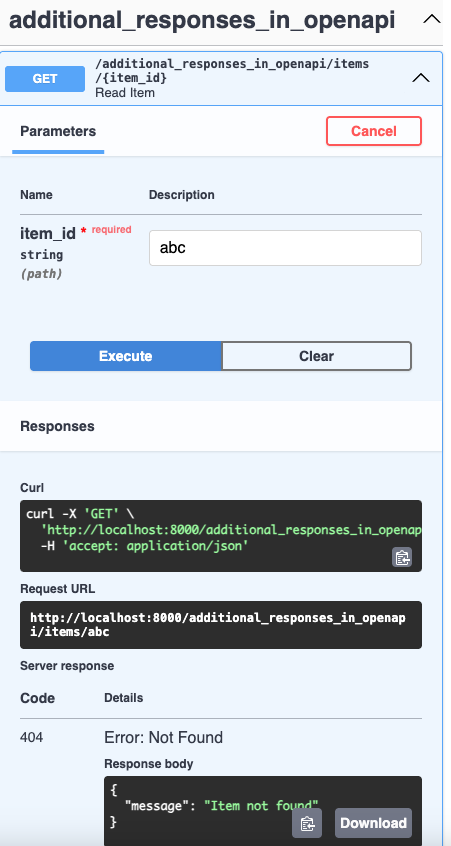 additional_responses_in_openapi
GET
/additional_responses_in_openapi/items
/{item_id}
Read Item
Parameters
Cancel
Name
Description
item_id * required
string
(path)
abc
Execute
Clear
Responses
Curl
curl -X 'GET' \
'http://localhost:8000/additional_responses_in_openap
-H 'accept: application/json'
Request URL
http://localhost:8000/additional_responses_in_openap
i/items/abc
Server response
Code
Details
404
Error: Not Found
Response body
{
"message": "Item not found"
}
Download